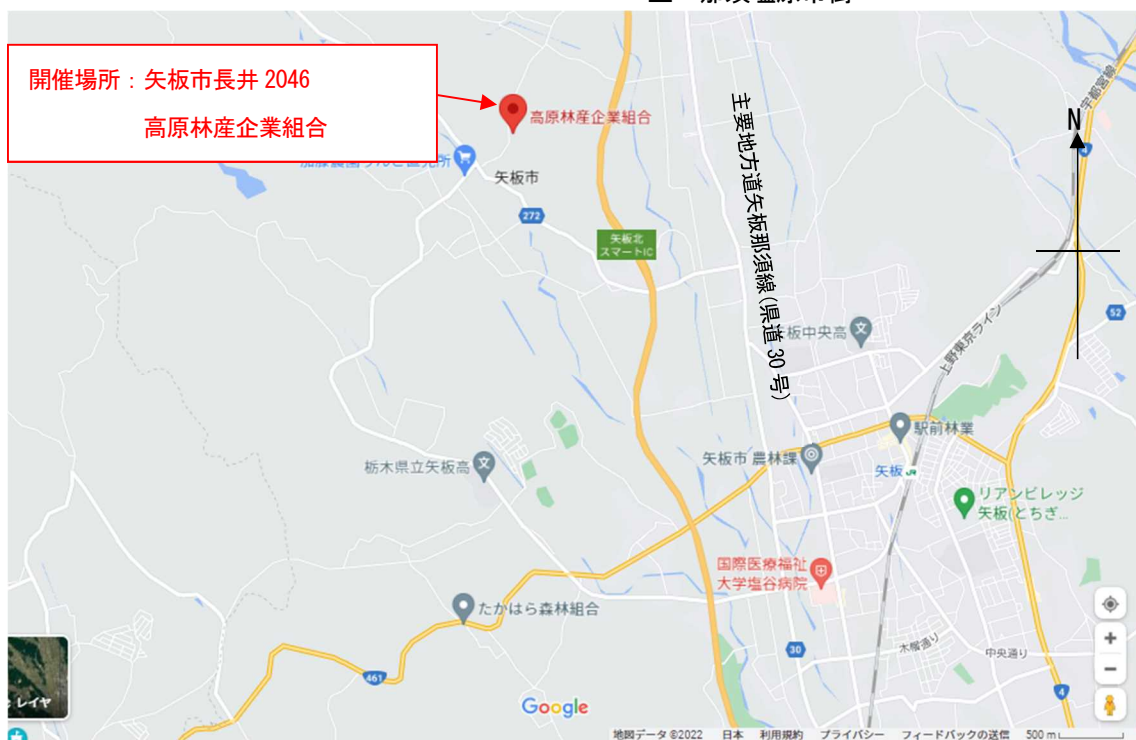 開催場所：矢板市長井 2046
高原林産企業組合
高原林産企業組合
矢板市
272
矢板北
スマートIC
主要地方道矢板那須線（県道 30 号）
宇都宮線
N
4
52
上野東京ライン
矢板中央高
駅前林業
矢板市 農林課
矢板
JR
栃木県立矢板高
リアンビレッジ
矢板(とちぎ...
国際医療福祉
大学塩谷病院
たかはら森林組合
30
木幡通り
中央通り
461
4
レイヤ
Google
地図データ ©2022 日本 利用規約 プライバシー フィードバックの送信 500 m